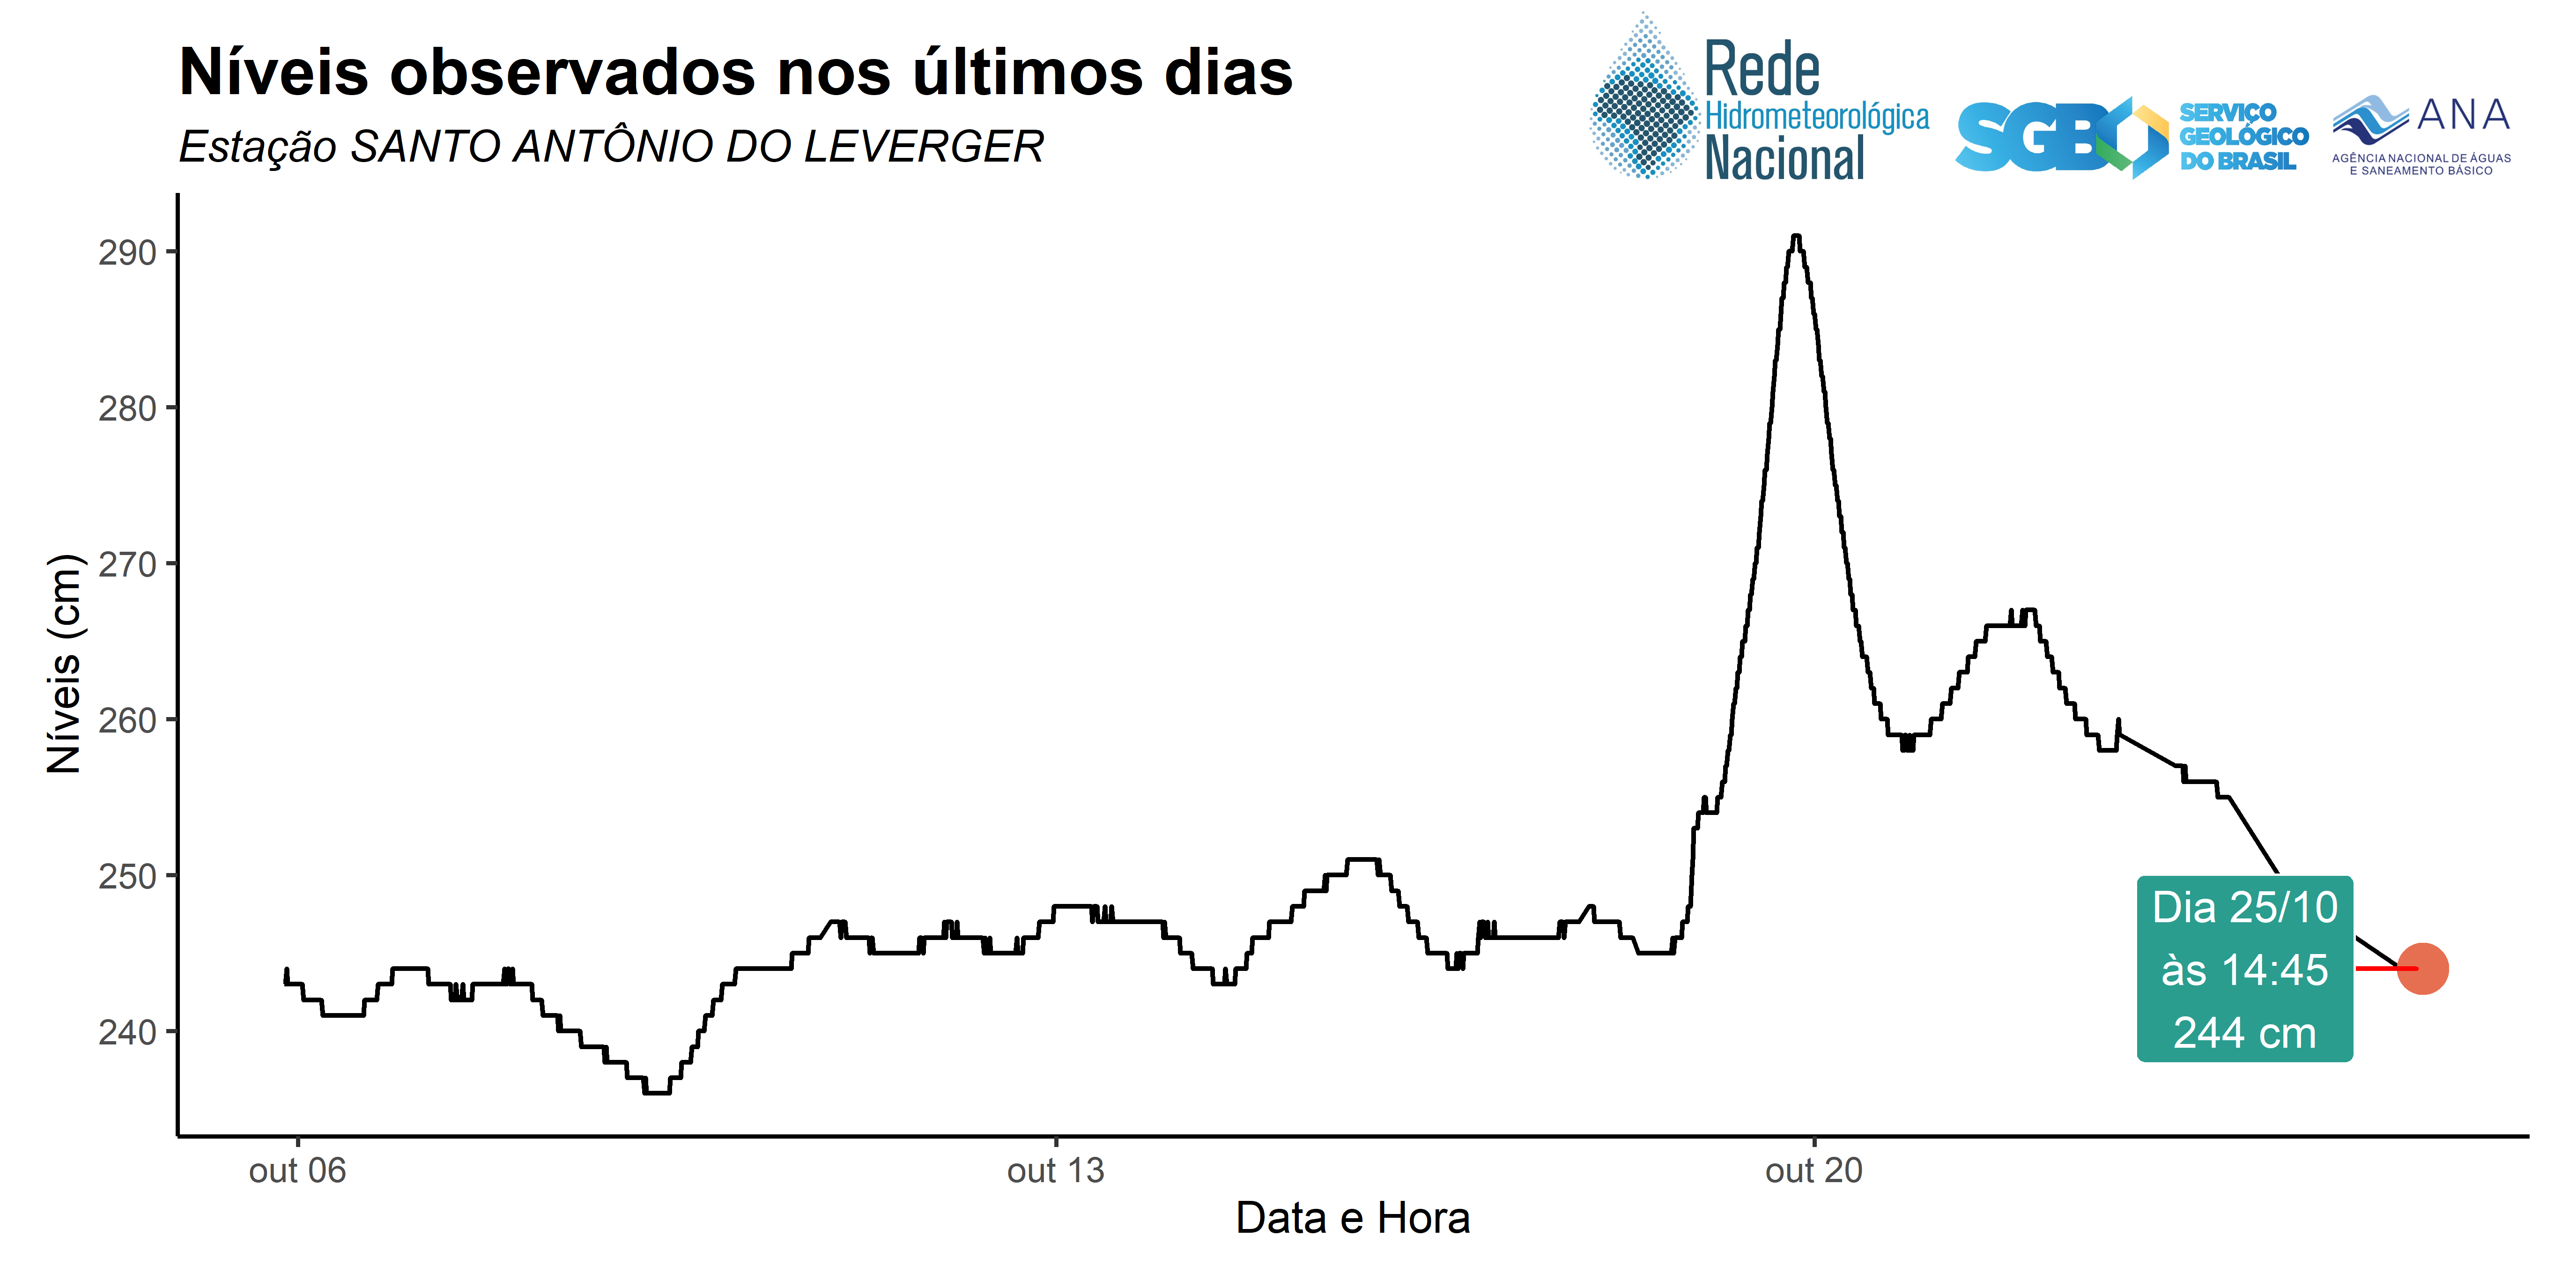 Níveis observados nos últimos dias
Estação SANTO ANTÔNIO DO LEVERGER
Rede
Hidrometeorológica
Nacional
SGB
SERVIÇO
GEOLÓGICO
DO BRASIL
ANA
AGÊNCIA NACIONAL DE ÁGUAS
E SANEAMENTO BÁSICO
Níveis (cm)
290
280
270
260
250
240
Dia 25/10
às 14:45
244 cm
out 06
out 13
out 20
Data e Hora